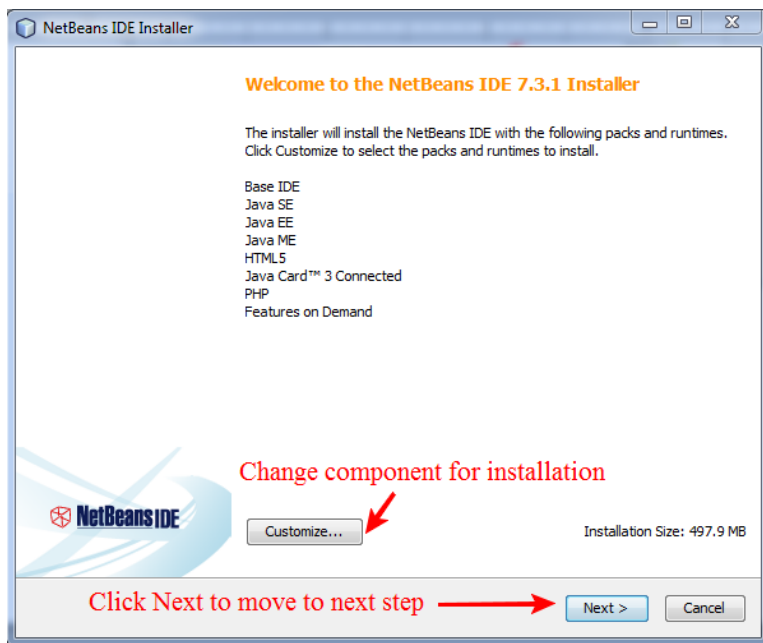 NetBeans IDE Installer
Welcome to the NetBeans IDE 7.3.1 Installer
The installer will install the NetBeans IDE with the following packs and runtimes.
Click Customize to select the packs and runtimes to install.
Base IDE
Java SE
Java EE
Java ME
HTML5
Java Card™ 3 Connected
PHP
Features on Demand
Change component for installation
NetBeans IDE
Customize...
Installation Size: 497.9 MB
Click Next to move to next step
Next >
Cancel